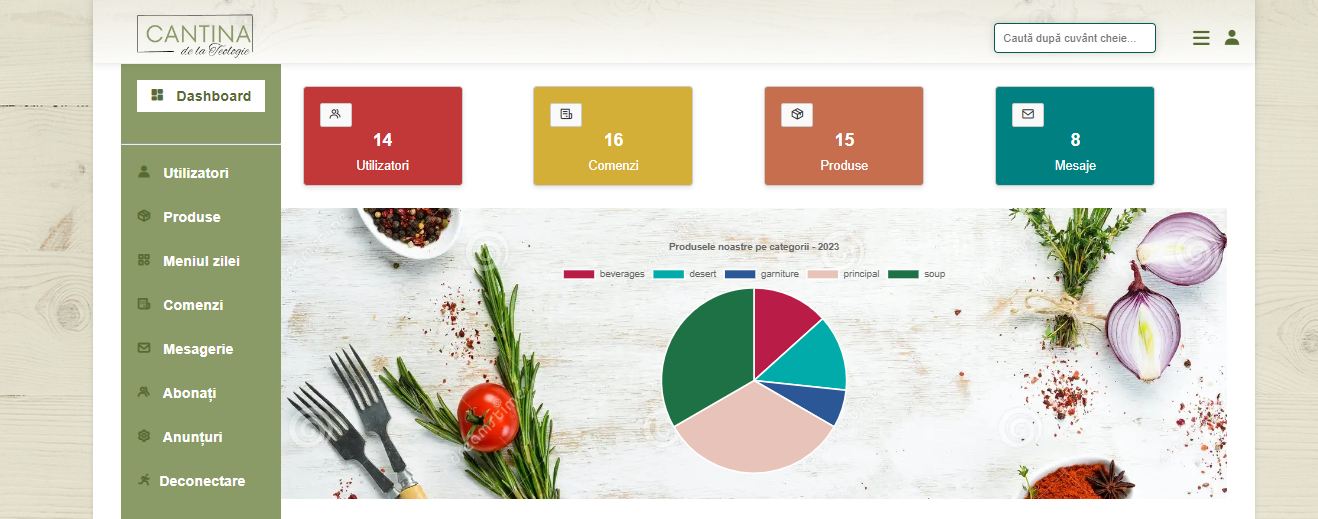 CANTINA
de la Teologie
Caută după cuvânt cheie...
Dashboard
Utilizatori
Produse
Meniul zilei
Comenzi
Mesagerie
Abonați
Anunțuri
Deconectare
14
Utilizatori
16
Comenzi
15
Produse
8
Mesaje
Produsele noastre pe categorii - 2023
beverages desert garniture principal soup